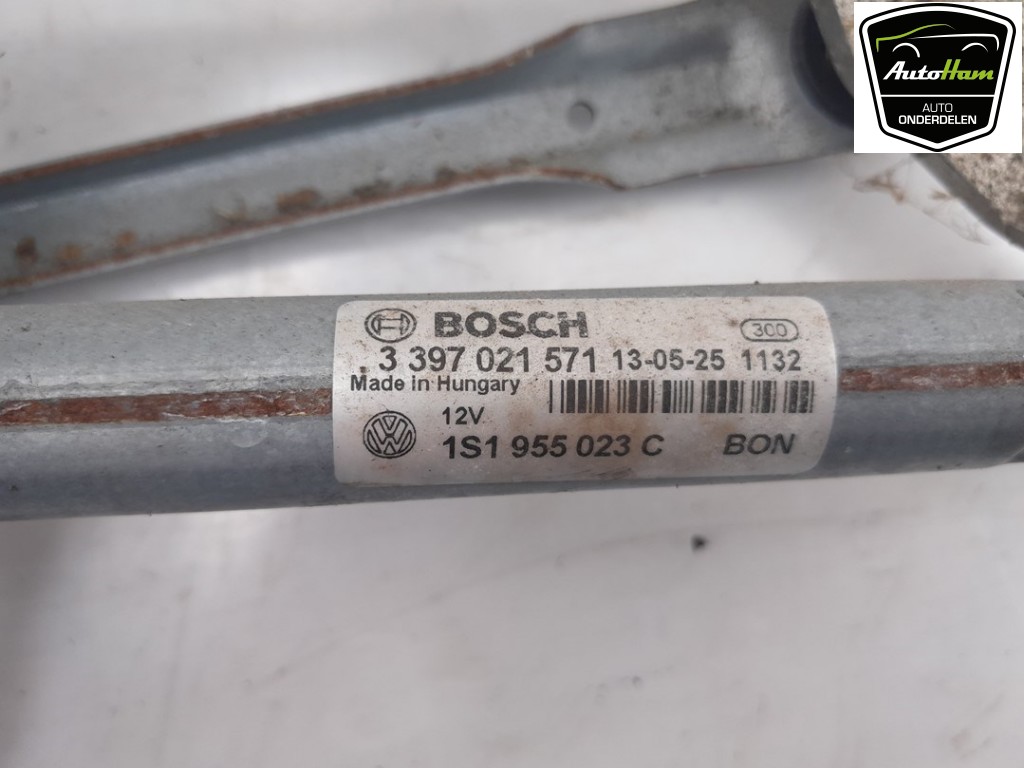 AutoHam
AUTO
ONDERDELEN
BOSCH 300
3 397 021 571 13-05-25 1132
Made in Hungary
12V
1S1 955 023 C BON